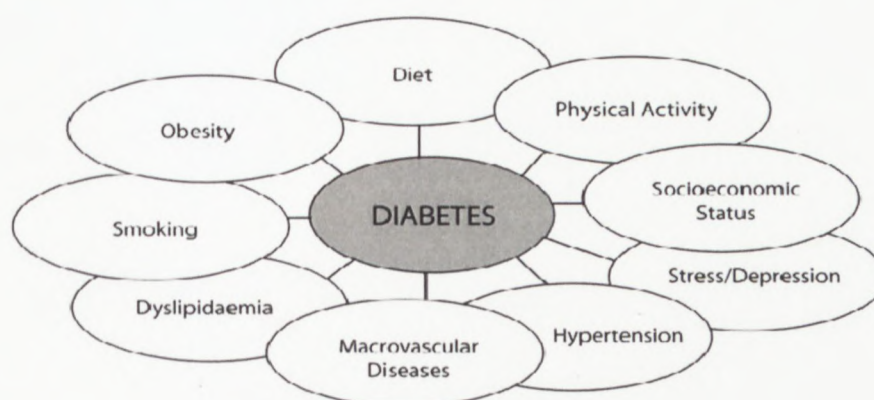 Diet
Physical Activity
Obesity
Socioeconomic
Status
DIABETES
Smoking
Stress/Depression
Dyslipidaemia
Hypertension
Macrovascular
Diseases